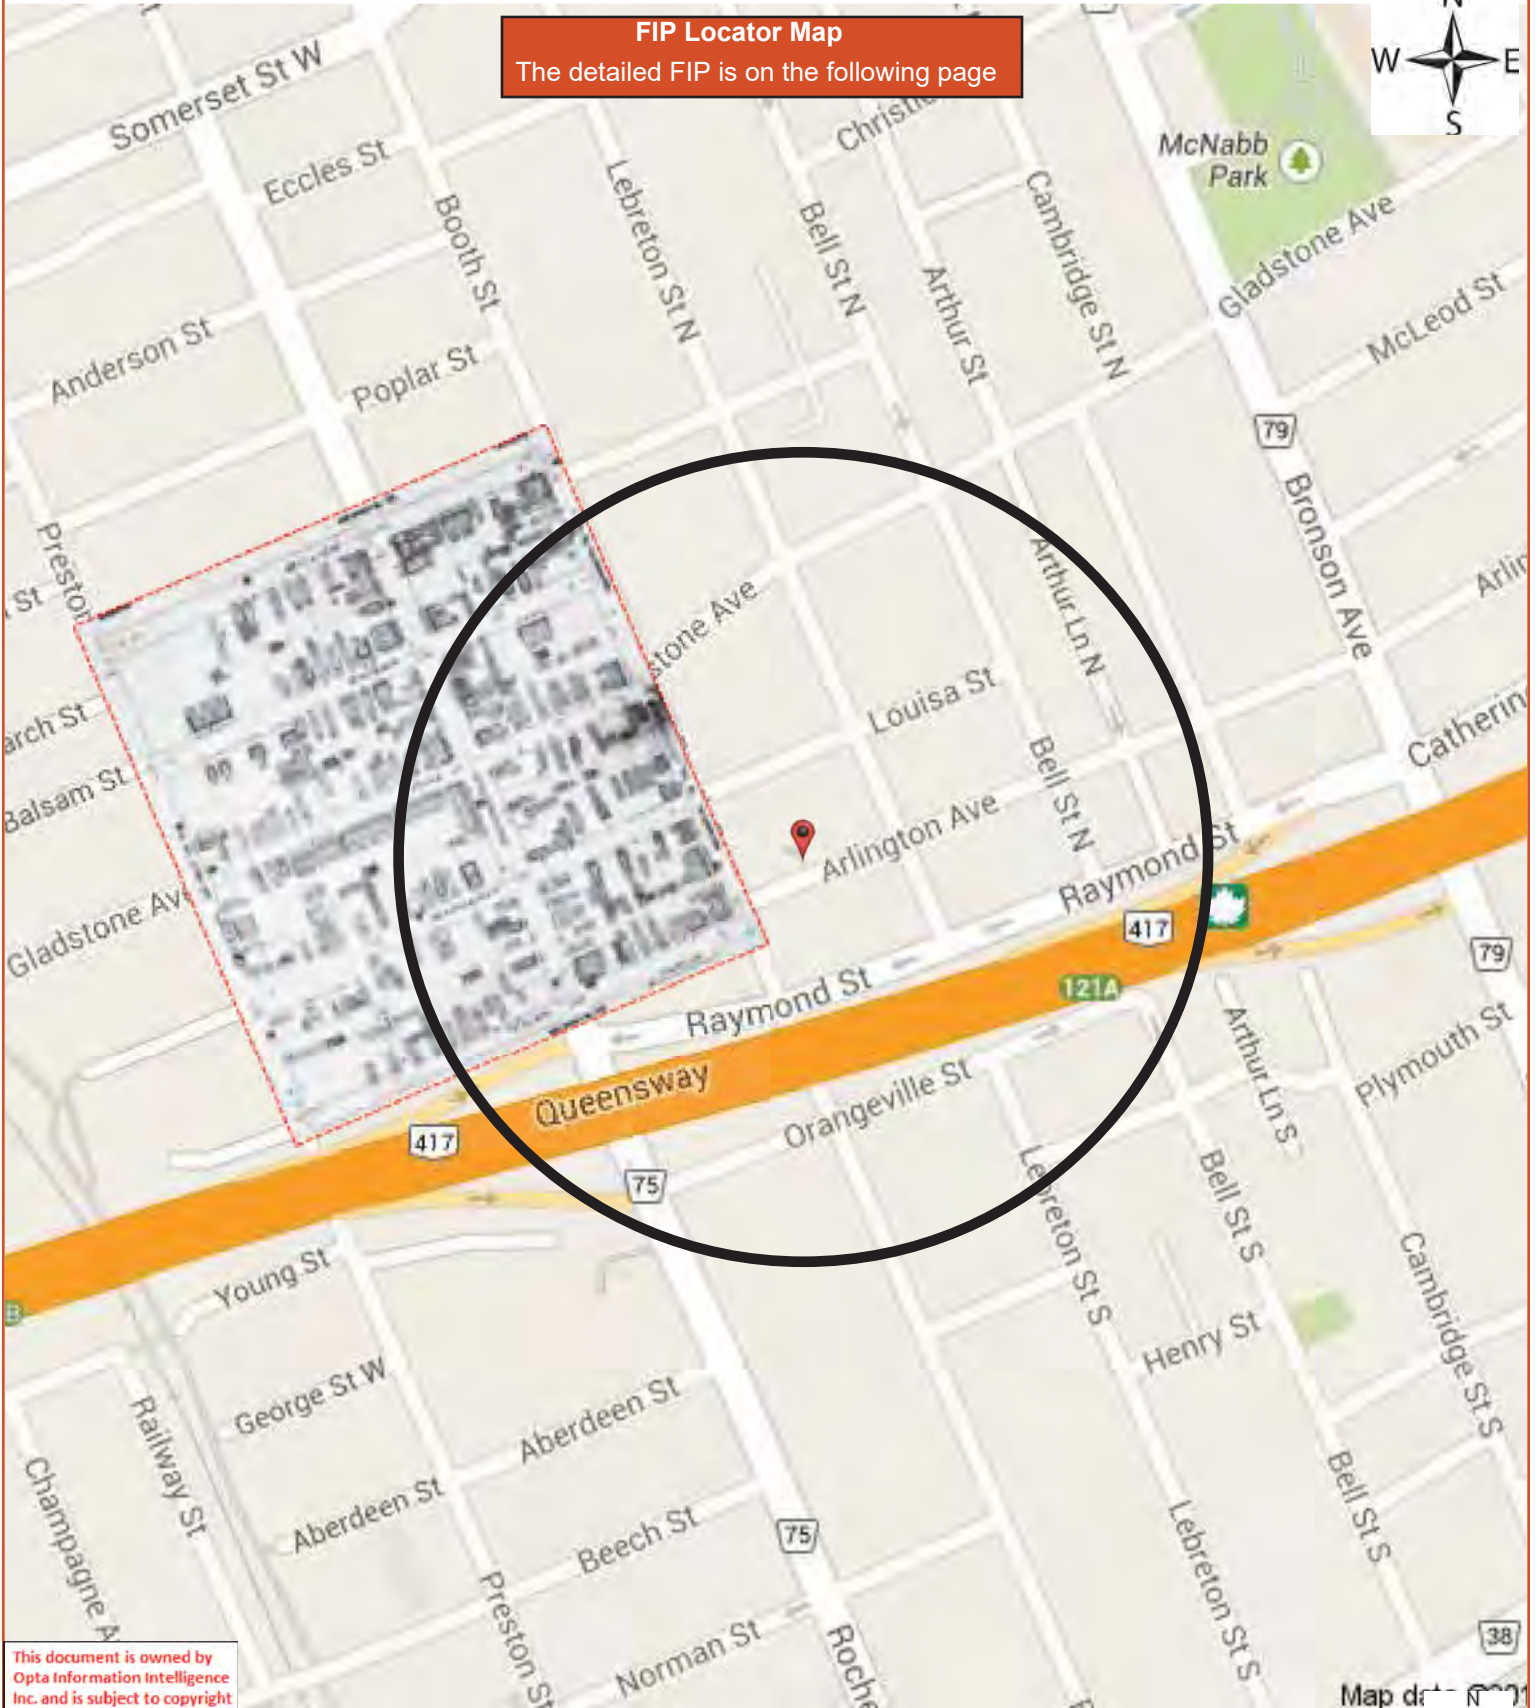 FIP Locator Map
The detailed FIP is on the following page
N
W
E
S
Somerset St W
Eccles St
Christie
McNabb
Park
Booth St
Lebreton St N
Bell St N
Arthur St
Cambridge St N
Gladstone Ave
McLeod St
Anderson St
Poplar St
79
Preston
St
Bronson Ave
Arthur Ln N
stone Ave
Louisa St
arch St
Balsam St
Catherin
Bell St N
Arlington Ave
Raymond St
Gladstone Av
417
79
121A
Raymond St
Queensway
Orangeville St
Arthur Ln S
Plymouth St
417
75
Lebreton St S
Bell St S
Young St
B
Henry St
Cambridge St S
George St W
Aberdeen St
Railway St
Champagne A
Aberdeen St
Beech St
75
Bell St S
Preston St
Lebreton St S
Norman St
Roche
38
This document is owned by
Opta Information Intelligence
Inc. and is subject to copyright
Map data
N